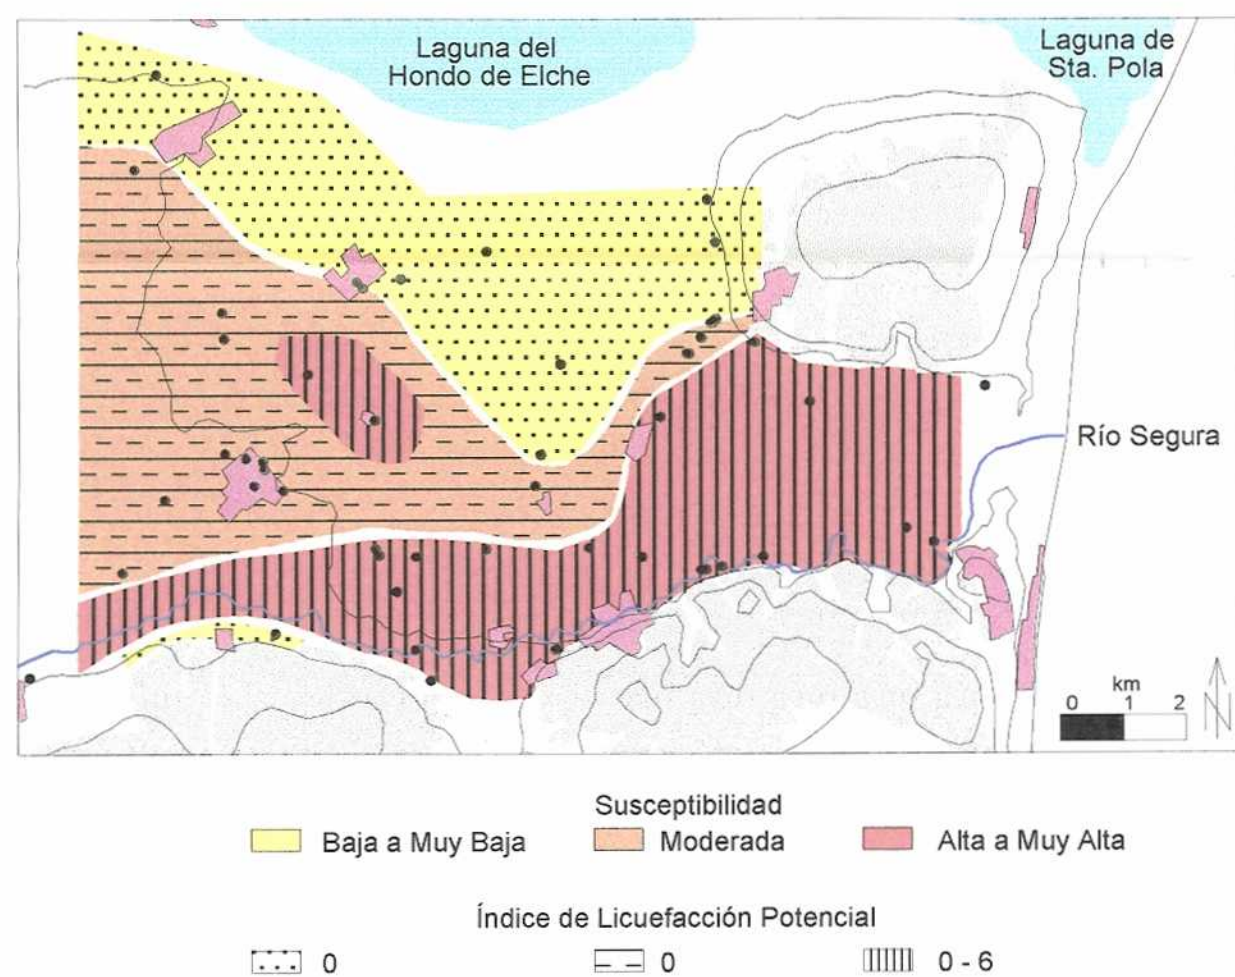 Laguna del
Hondo de Elche
Laguna de
Sta. Pola
Río Segura
km
0 1 2
N
Susceptibilidad
Baja a Muy Baja Moderada Alta a Muy Alta
Índice de Licuefacción Potencial
0 0 0 - 6